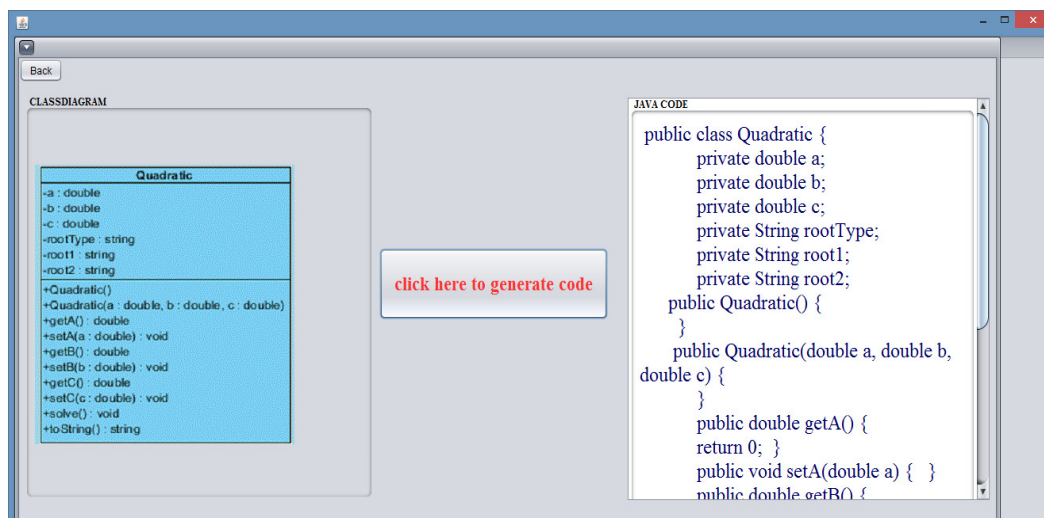 Back
CLASSDIAGRAM
Quadratic
-a : double
-b : double
-c : double
-rootType : string
-root1 : string
-root2 : string
+Quadratic()
+Quadratic(a : double, b : double, c : double)
+getA() : double
+setA(a : double) : void
+getB() : double
+setB(b : double) : void
+getC() : double
+setC(c : double) : void
+solve() : void
+toString() : string
click here to generate code
JAVA CODE
public class Quadratic {
private double a;
private double b;
private double c;
private String rootType;
private String root1;
private String root2;
public Quadratic() {
}
public Quadratic(double a, double b,
double c) {
}
public double getA() {
return 0; }
public void setA(double a) { }
public double getB() {